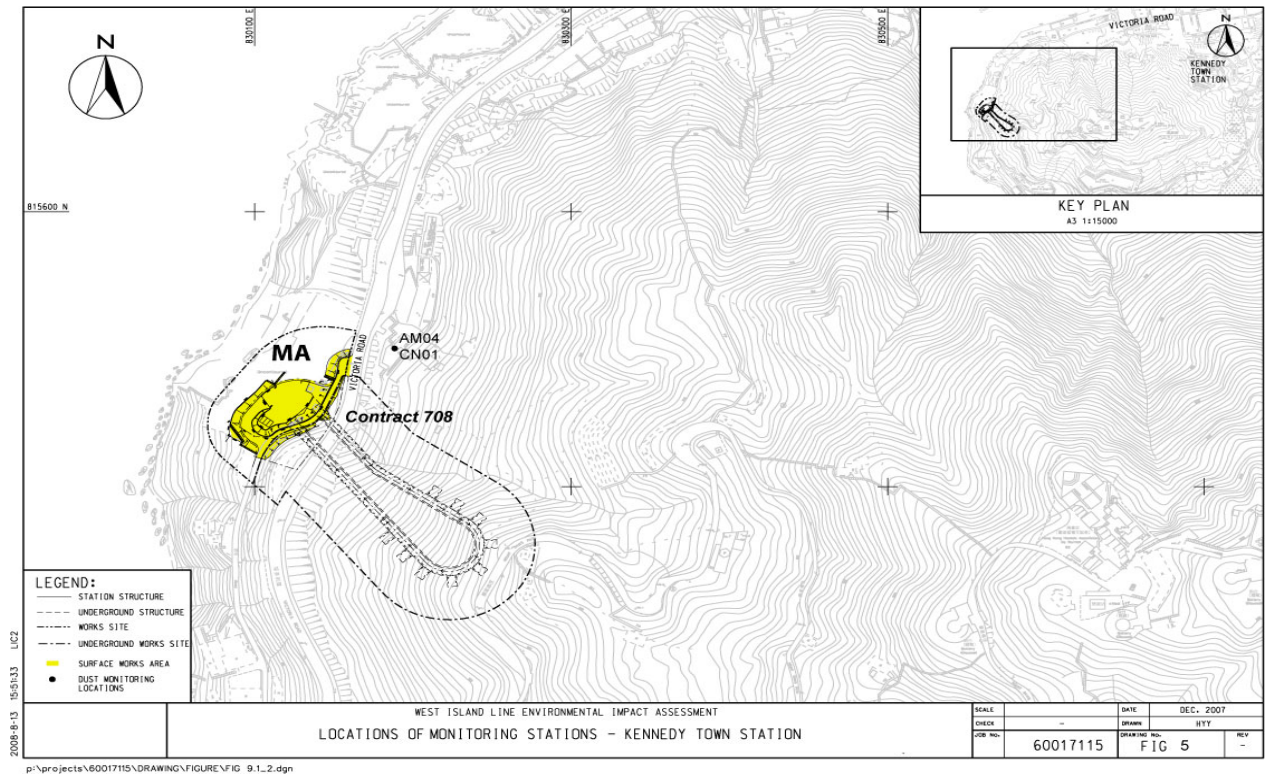 N
830100 E
830300 E
830500 E
VICTORIA ROAD
N
KENNEDY
TOWN
STATION
KEY PLAN
A3 1:15000
815600 N
MA
VICTORIA ROAD
AM04
CN01
Contract 708
LEGEND:
STATION STRUCTURE
UNDERGROUND STRUCTURE
WORKS SITE
UNDERGROUND WORKS SITE
SURFACE WORKS AREA
DUST MONITORING
LOCATIONS
2008-8-13 15:51:33 LIC2
WEST ISLAND LINE ENVIRONMENTAL IMPACT ASSESSMENT
LOCATIONS OF MONITORING STATIONS - KENNEDY TOWN STATION
SCALE
DATE
DEC. 2007
CHECK
-
DRAWN
HYY
JOB No.
60017115
DRAWING No.
FIG 5
REV
-
p:\projects\60017115\DRAWING\FIGURE\FIG 9.1_2.dgn